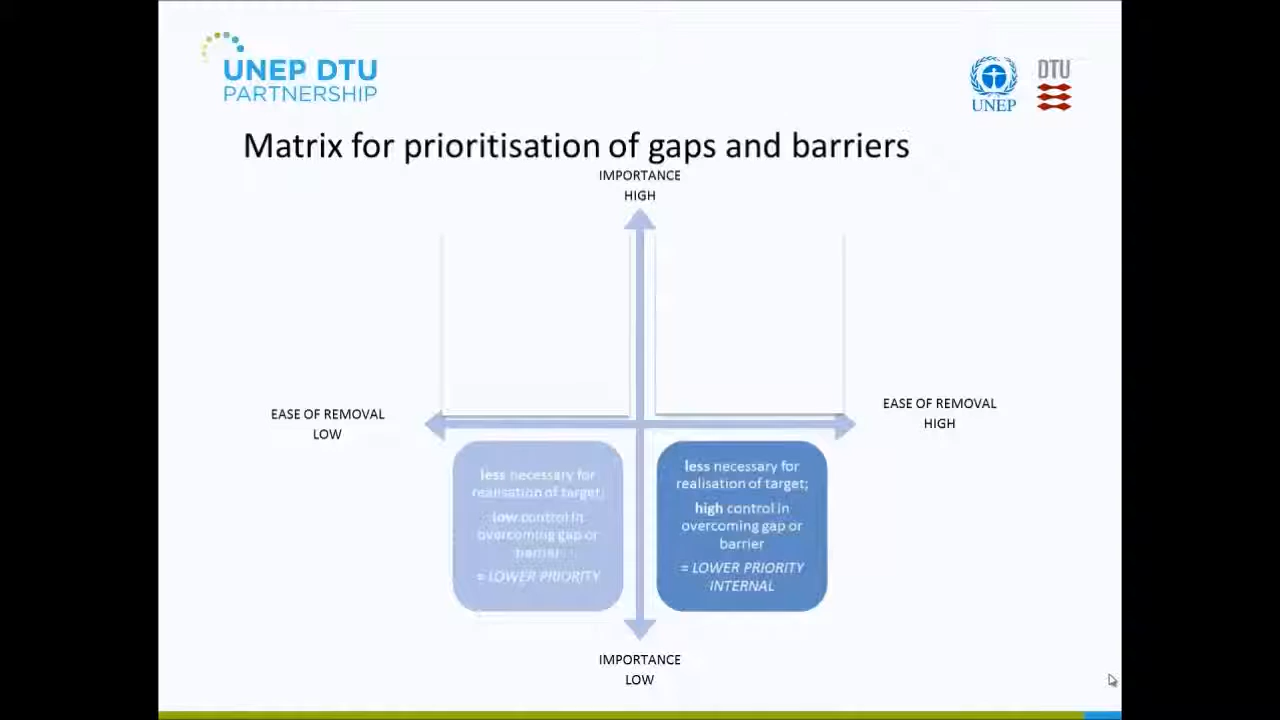 UNEP DTU
PARTNERSHIP
UNEP
DTU
Matrix for prioritisation of gaps and barriers
IMPORTANCE
HIGH
EASE OF REMOVAL
LOW
EASE OF REMOVAL
HIGH
less necessary for
realisation of target;
low control in
overcoming gap or
barrier
= LOWER PRIORITY
less necessary for
realisation of target;
high control in
overcoming gap or
barrier
= LOWER PRIORITY
INTERNAL
IMPORTANCE
LOW